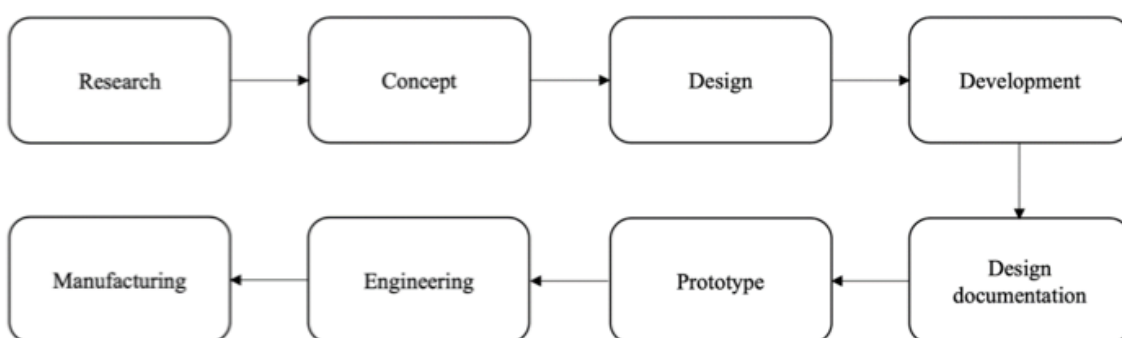 Research
Concept
Design
Development
Design
documentation
Prototype
Engineering
Manufacturing